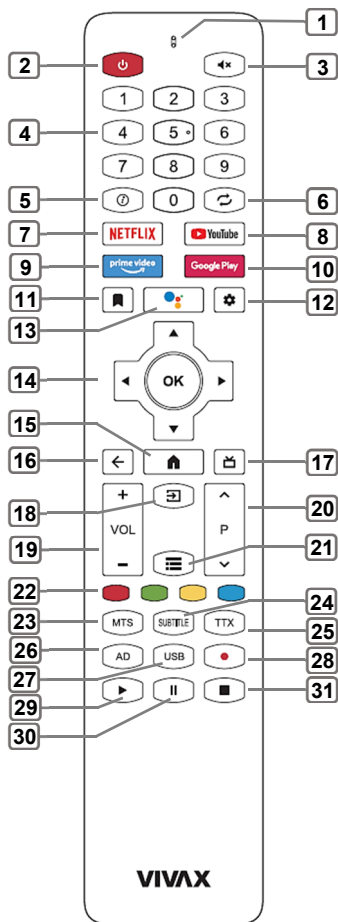 1
2
3
1 2 3
4
4 5 6
7 8 9
5
0
6
7
NETFLIX
YouTube
8
9
prime video
Google Play
10
11
12
13
14
OK
15
16
17
18
+
VOL
−
19
P
20
21
22
23
MTS
SUBTITLE
TTX
24
25
26
AD
USB
27
28
29
30
31
VIVAX